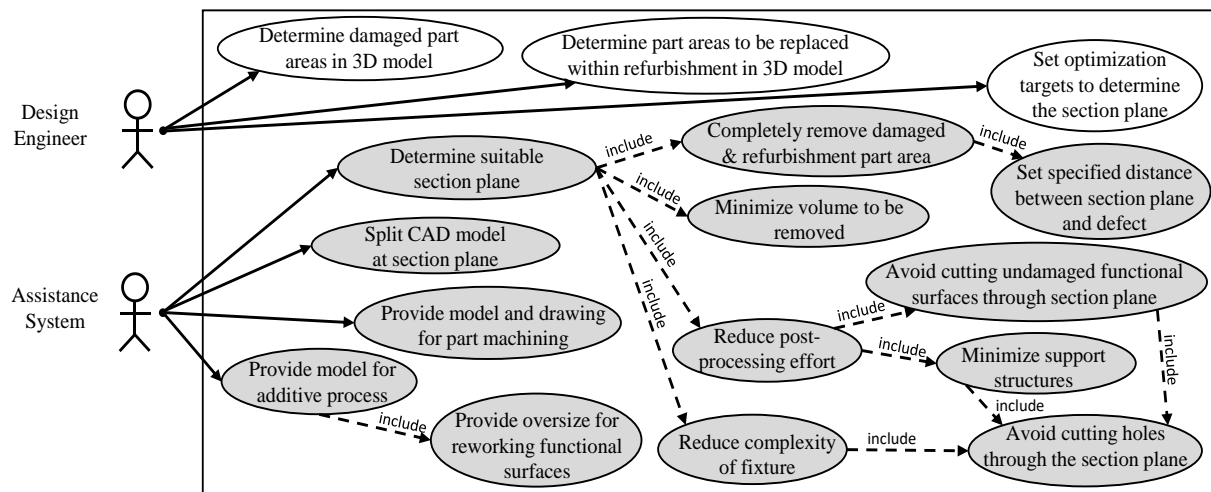 Determine damaged part
areas in 3D model
Determine part areas to be replaced
within refurbishment in 3D model
Set optimization
targets to determine
the section plane
Design
Engineer
Determine suitable
section plane
include
Completely remove damaged
& refurbishment part area
include
Set specified distance
between section plane
and defect
include
Minimize volume to be
removed
Split CAD model
at section plane
include
include
Avoid cutting undamaged functional
surfaces through section plane
Assistance
System
Provide model and drawing
for part machining
include
Reduce post-
processing effort
include
Minimize support
structures
include
Provide model for
additive process
include
include
Provide oversize for
reworking functional
surfaces
Reduce complexity
of fixture
include
Avoid cutting holes
through the section plane